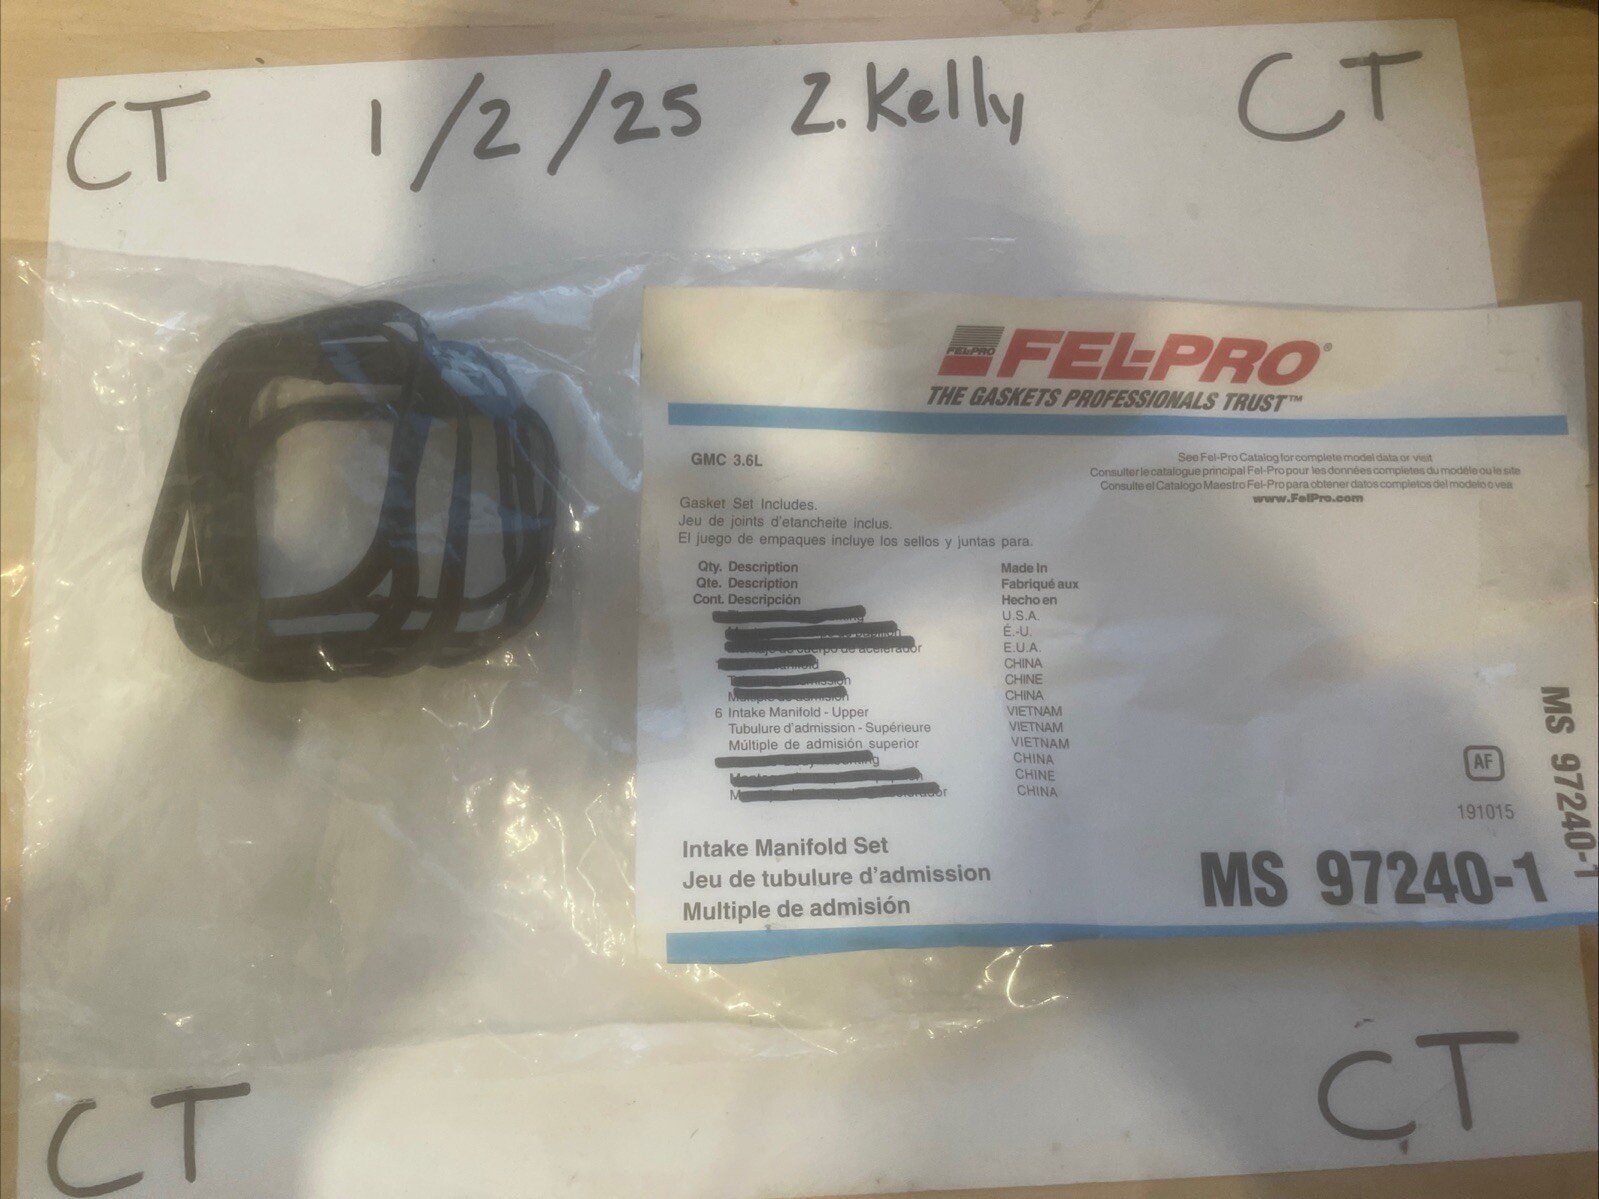 CT 1/2/25 Z. Kelly CT
FEL-PRO
FEL-PRO®
THE GASKETS PROFESSIONALS TRUST™
GMC 3.6L
See Fel-Pro Catalog for complete model data or visit
Consulter le catalogue principal Fel-Pro pour les données completes du modèle ou le site
Consulte el Catalogo Maestro Fel-Pro para obtener datos completos del modelo o vea
www.FelPro.com
Gasket Set Includes.
Jeu de joints d'etancheite inclus.
El juego de empaques incluye los sellos y juntas para.
Qty. Description Made In
Qte. Description Fabriqué aux
Cont. Descripción Hecho en
U.S.A.
É.-U.
E.U.A.
CHINA
CHINE
CHINA
6 Intake Manifold - Upper VIETNAM
Tubulure d'admission - Supérieure VIETNAM
Múltiple de admisión superior VIETNAM
CHINA
CHINE
CHINA
AF
191015
Intake Manifold Set
Jeu de tubulure d'admission
Multiple de admisión
MS 97240-1
MS 97240-1
CT CT